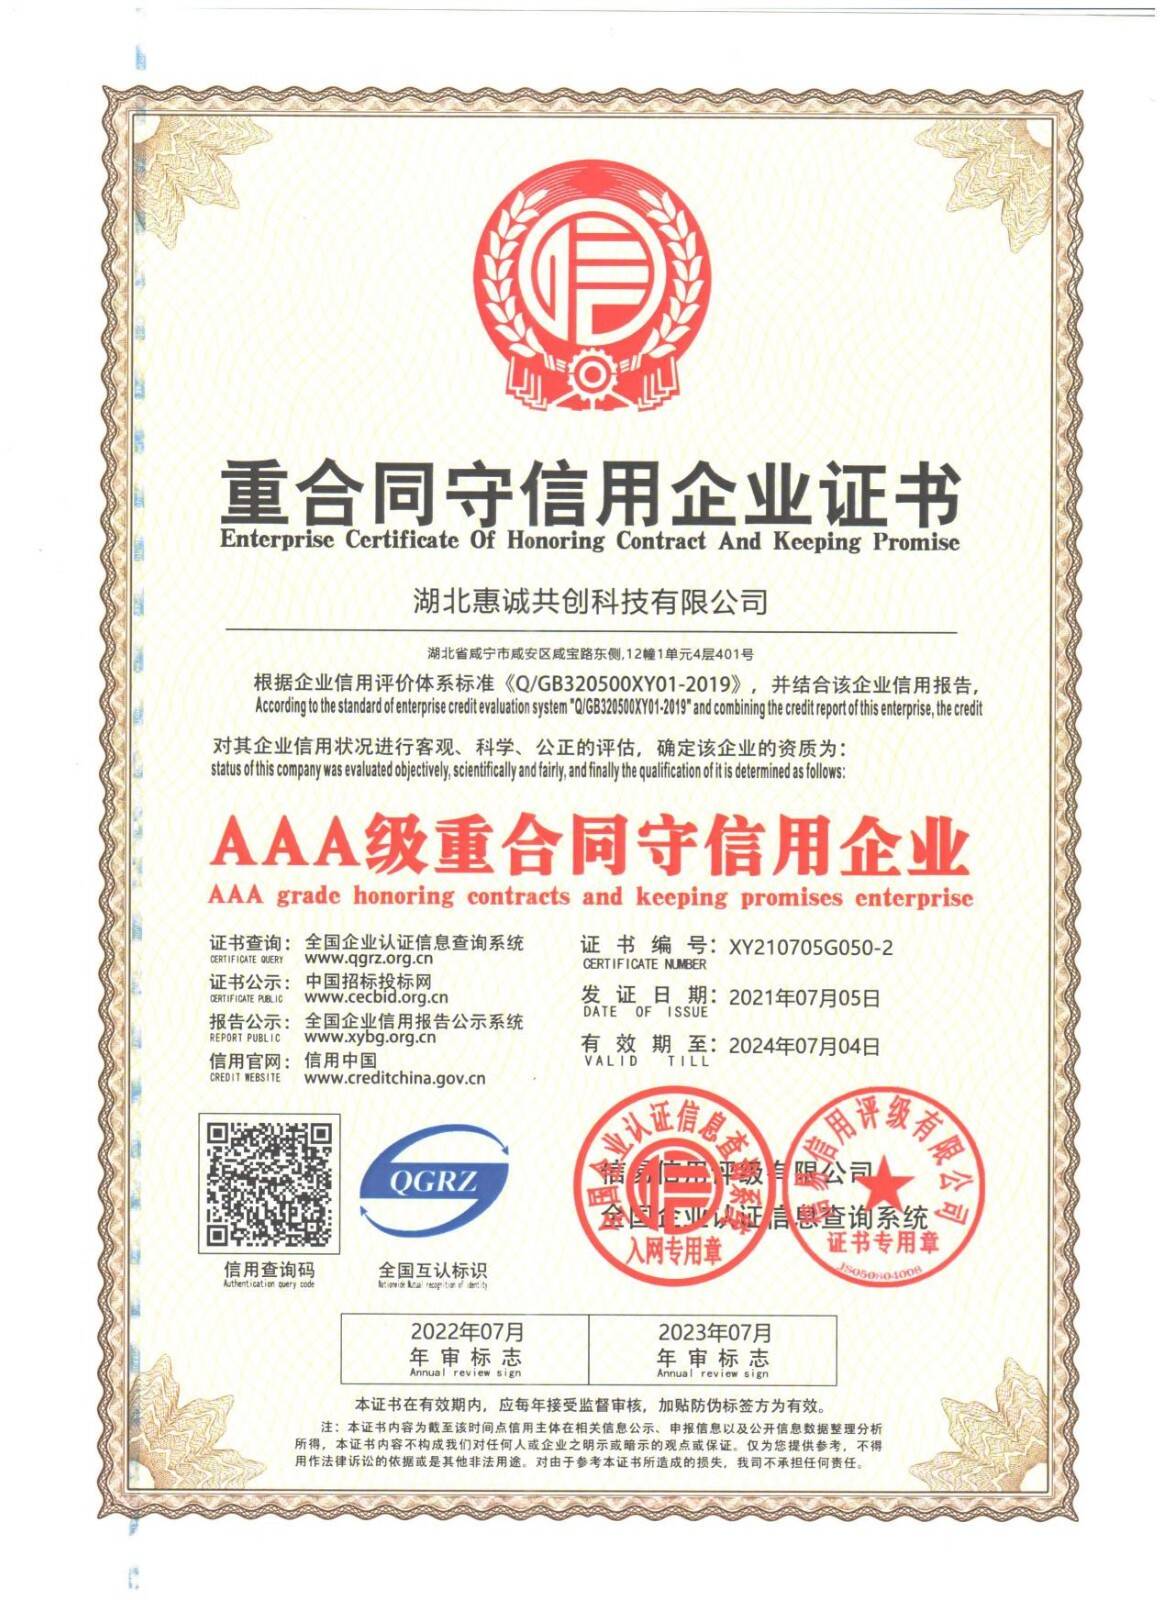 重合同守信用企业证书
Enterprise Certificate Of Honoring Contract And Keeping Promise
湖北惠诚共创科技有限公司
湖北省咸宁市咸安区咸宝路东侧,12幢1单元4层401号
根据企业信用评价体系标准《Q/GB320500XY01-2019》，并结合该企业信用报告，
According to the standard of enterprise credit evaluation system "Q/GB320500XY01-2019" and combining the credit report of this enterprise, the credit
对其企业信用状况进行客观、科学、公正的评估，确定该企业的资质为：
status of this company was evaluated objectively, scientifically and fairly, and finally the qualification of it is determined as follows:
AAA级重合同守信用企业
AAA grade honoring contracts and keeping promises enterprise
证书查询： 全国企业认证信息查询系统
CERTIFICATE QUERY www.qgrz.org.cn
证书公示： 中国招标投标网
CERTIFICATE PUBLIC www.cecbid.org.cn
报告公示： 全国企业信用报告公示系统
REPORT PUBLIC www.xybg.org.cn
信用官网： 信用中国
CREDIT WEBSITE www.creditchina.gov.cn
证书编号： XY210705G050-2
CERTIFICATE NUMBER
发证日期： 2021年07月05日
DATE OF ISSUE
有效期至： 2024年07月04日
VALID TILL
QGRZ
信用查询码
Authentication query code
全国互认标识
Nationwide Mutual recognition of identity
信易信用评级有限公司
全国企业认证信息查询系统
全国企业认证信息查询系统
入网专用章
信易信用评级有限公司
证书专用章
JS050804008
2022年07月
年审标志
Annual review sign
2023年07月
年审标志
Annual review sign
本证书在有效期内，应每年接受监督审核，加贴防伪标签方为有效。
注：本证书内容为截至该时间点信用主体在相关信息公示、申报信息以及公开信息数据整理分析
所得，本证书内容不构成我们对任何人或企业之明示或暗示的观点或保证。仅为您提供参考，不得
用作法律诉讼的依据或是其他非法用途。对由于参考本证书所造成的损失，我司不承担任何责任。